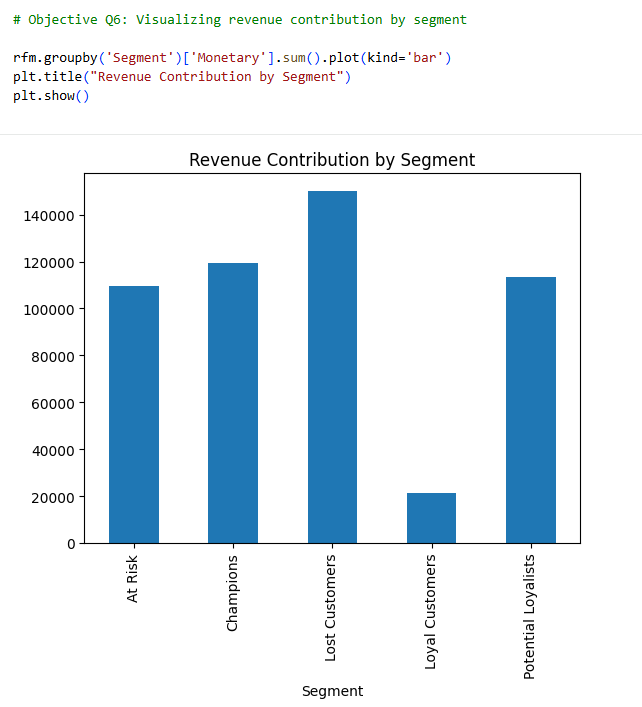 # Objective Q6: Visualizing revenue contribution by segment
rfm.groupby('Segment')['Monetary'].sum().plot(kind='bar')
plt.title("Revenue Contribution by Segment")
plt.show()
Revenue Contribution by Segment
140000
120000
100000
80000
60000
40000
20000
0
At Risk
Champions
Lost Customers
Loyal Customers
Potential Loyalists
Segment